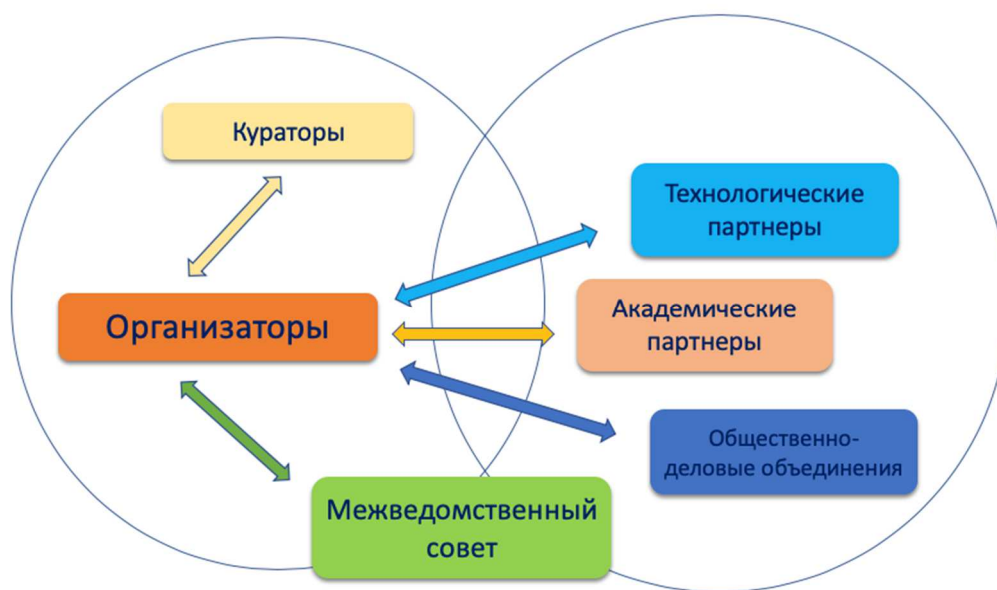 Кураторы
Технологические
партнеры
Организаторы
Академические
партнеры
Общественно-
деловые объединения
Межведомственный
совет